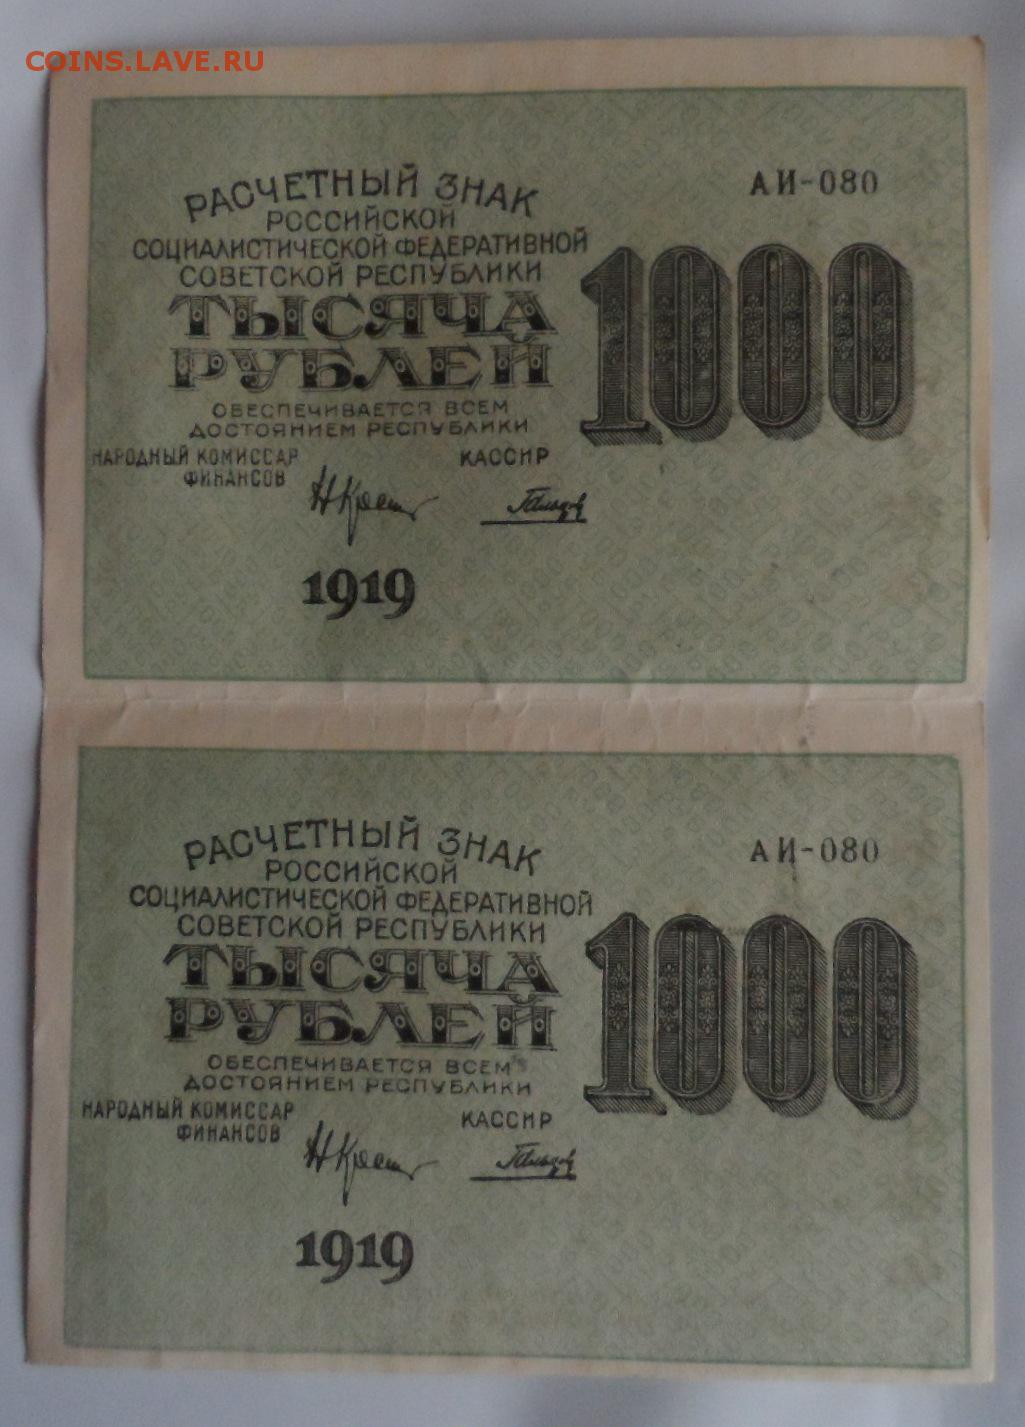 COINS.LAVE.RU
РАСЧЕТНЫЙ ЗНАК
РОССИЙСКОЙ
СОЦИАЛИСТИЧЕСКОЙ ФЕДЕРАТИВНОЙ
СОВЕТСКОЙ РЕСПУБЛИКИ
ТЫСЯЧА
РУБЛЕЙ
ОБЕСПЕЧИВАЕТСЯ ВСЕМ
ДОСТОЯНИЕМ РЕСПУБЛИКИ
НАРОДНЫЙ КОМИССАР
ФИНАНСОВ
КАССИР
1919
АИ-080
1000
РАСЧЕТНЫЙ ЗНАК
РОССИЙСКОЙ
СОЦИАЛИСТИЧЕСКОЙ ФЕДЕРАТИВНОЙ
СОВЕТСКОЙ РЕСПУБЛИКИ
ТЫСЯЧА
РУБЛЕЙ
ОБЕСПЕЧИВАЕТСЯ ВСЕМ
ДОСТОЯНИЕМ РЕСПУБЛИКИ
НАРОДНЫЙ КОМИССАР
ФИНАНСОВ
КАССИР
1919
АИ-080
1000